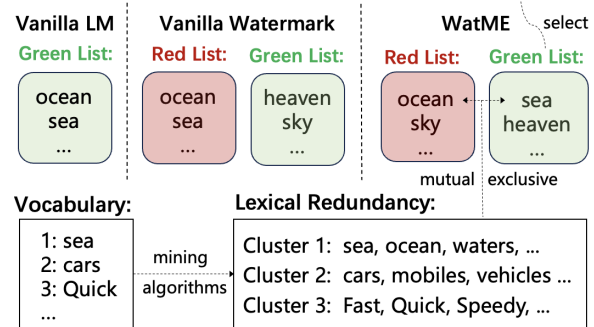 Vanilla LM
Green List:
ocean
sea
...
Vanilla Watermark
Red List: Green List:
ocean
sea
...
heaven
sky
...
WatME
select
Red List: Green List:
ocean
sky
...
sea
heaven
...
mutual exclusive
Vocabulary:
1: sea
2: cars
3: Quick
...
mining
algorithms
Lexical Redundancy:
Cluster 1: sea, ocean, waters, ...
Cluster 2: cars, mobiles, vehicles ...
Cluster 3: Fast, Quick, Speedy, ...